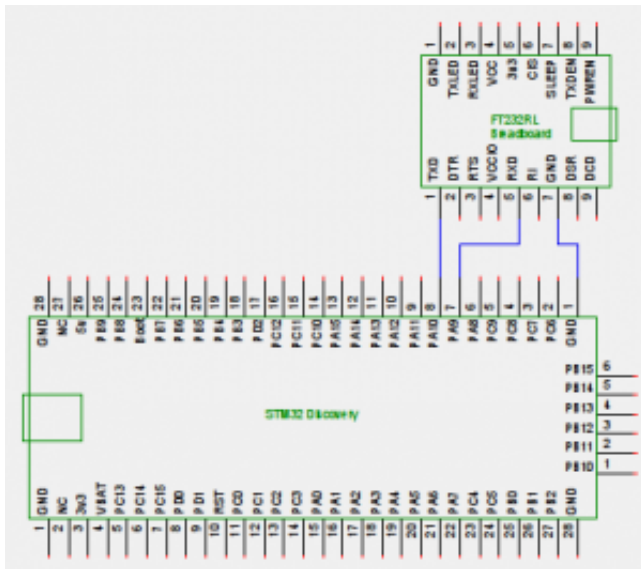 1 2 3 4 5 6 7 8 9
GND TXLED RXLED VCC 3v3 CTS SLEEP TXDEN PWREN
FT232RL
Breadboard
TXD DTR RTS VCCIO RXD RI GND DSR DCD
1 2 3 4 5 6 7 8 9
28 27 26 25 24 23 22 21 20 19 18 17 16 15 14 13 12 11 10 9 8 7 6 5 4 3 2 1
GND NC 5v PB9 PB8 Boot PB7 PB6 PB5 PB4 PB3 PD2 PC12 PC11 PC10 PA15 PA14 PA13 PA12 PA11 PA10 PA9 PA8 PC9 PC8 PC7 PC6 GND
PB15 6
PB14 5
PB13 4
PB12 3
PB11 2
PB10 1
STM32 Discovery
GND NC 3v3 VBAT PC13 PC14 PC15 PD0 PD1 RST PC0 PC1 PC2 PC3 PA0 PA1 PA2 PA3 PA4 PA5 PA6 PA7 PC4 PC5 PB0 PB1 PB2 GND
1 2 3 4 5 6 7 8 9 10 11 12 13 14 15 16 17 18 19 20 21 22 23 24 25 26 27 28